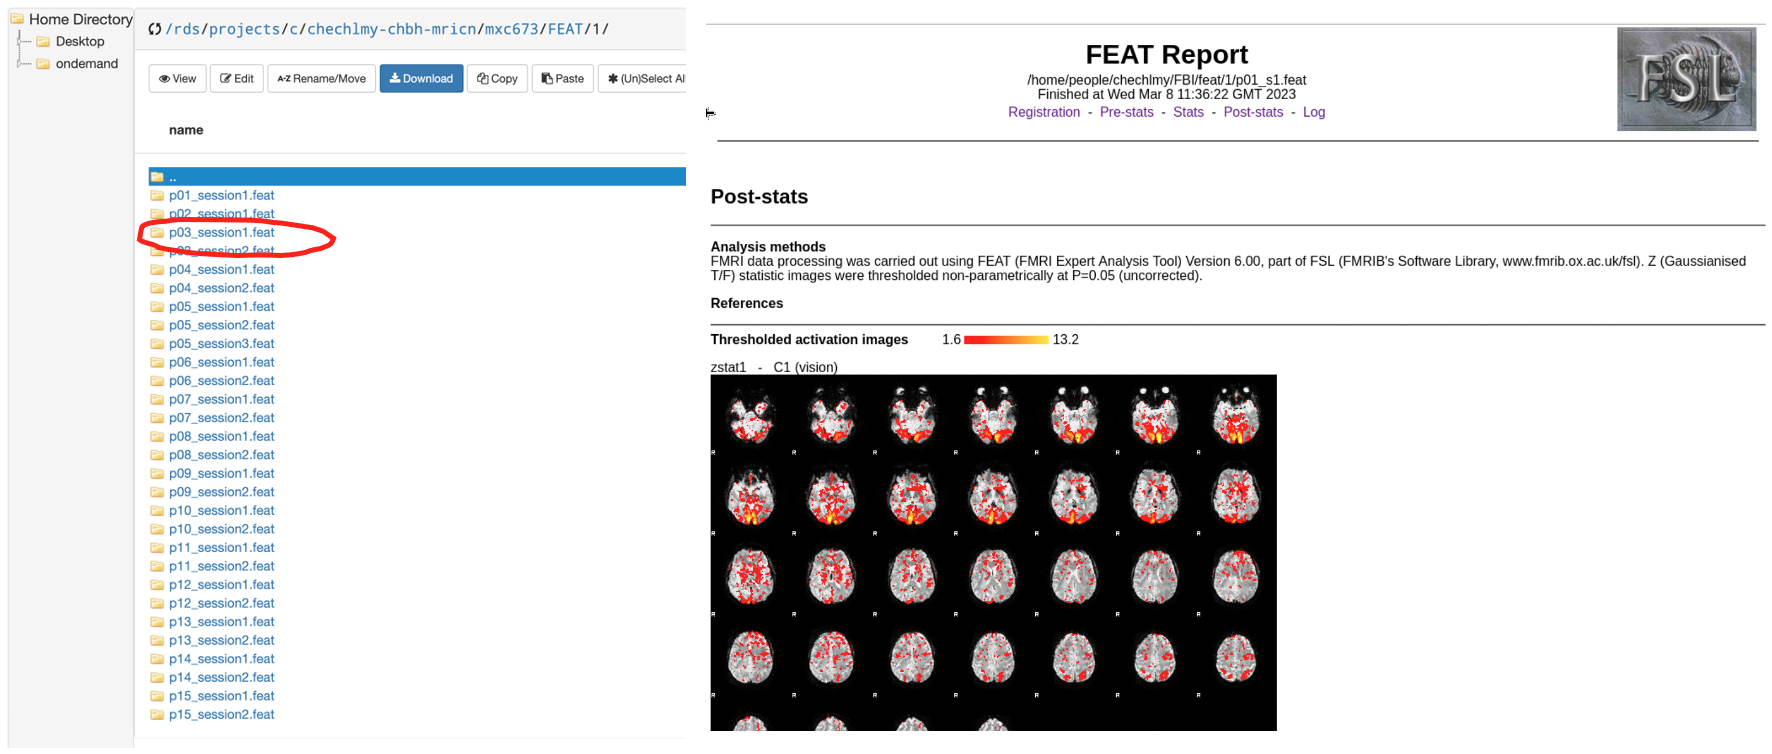 Home Directory
Desktop
ondemand
/rds/projects/c/chechlmy-chbh-mricn/mxc673/FEAT/1/
View Edit A-Z Rename/Move Download Copy Paste (Un)Select Al
name
..
p01_session1.feat
p02_session1.feat
p03_session1.feat
p03_session2.feat
p04_session1.feat
p04_session2.feat
p05_session1.feat
p05_session2.feat
p05_session3.feat
p06_session1.feat
p06_session2.feat
p07_session1.feat
p07_session2.feat
p08_session1.feat
p08_session2.feat
p09_session1.feat
p09_session2.feat
p10_session1.feat
p10_session2.feat
p11_session1.feat
p11_session2.feat
p12_session1.feat
p12_session2.feat
p13_session1.feat
p13_session2.feat
p14_session1.feat
p14_session2.feat
p15_session1.feat
p15_session2.feat
FEAT Report
/home/people/chechlmy/FBI/feat/1/p01_s1.feat
Finished at Wed Mar 8 11:36:22 GMT 2023
Registration - Pre-stats - Stats - Post-stats - Log
FSL
Post-stats
Analysis methods
FMRI data processing was carried out using FEAT (FMRI Expert Analysis Tool) Version 6.00, part of FSL (FMRIB's Software Library, www.fmrib.ox.ac.uk/fsl). Z (Gaussianised
T/F) statistic images were thresholded non-parametrically at P=0.05 (uncorrected).
References
Thresholded activation images 1.6 13.2
zstat1 - C1 (vision)
R R R R R R R
R R R R R R R
R R R R R R R
R R R R R R R